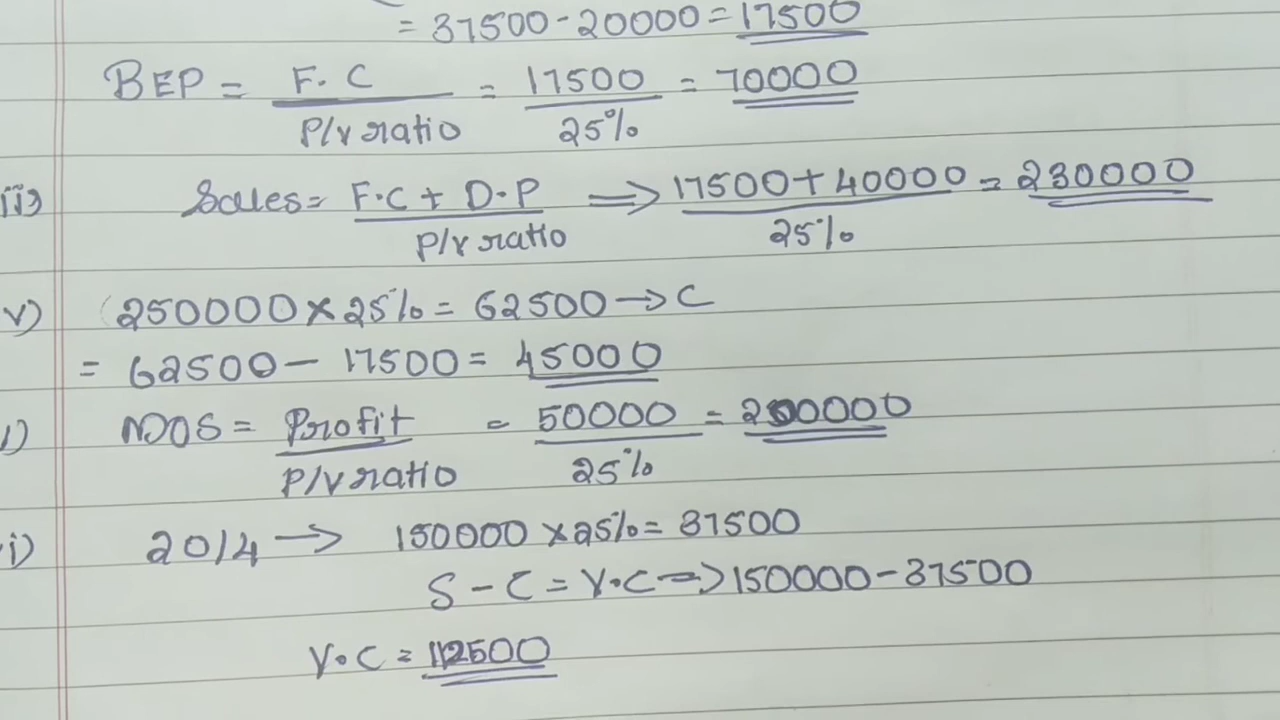 = 37500 - 20000 = 17500
BEP = F.C / P/V ratio = 17500 / 25% = 70000
iii) Sales = F.C + D.P / P/V ratio ⟹ 17500 + 40000 / 25% = 230000
v) 250000 × 25% = 62500 → C
= 62500 - 17500 = 45000
) MOS = Profit / P/V ratio = 50000 / 25% = 200000
i) 2014 → 150000 × 25% = 37500
S - C = V.C ⟹ 150000 - 37500
V.C = 112500